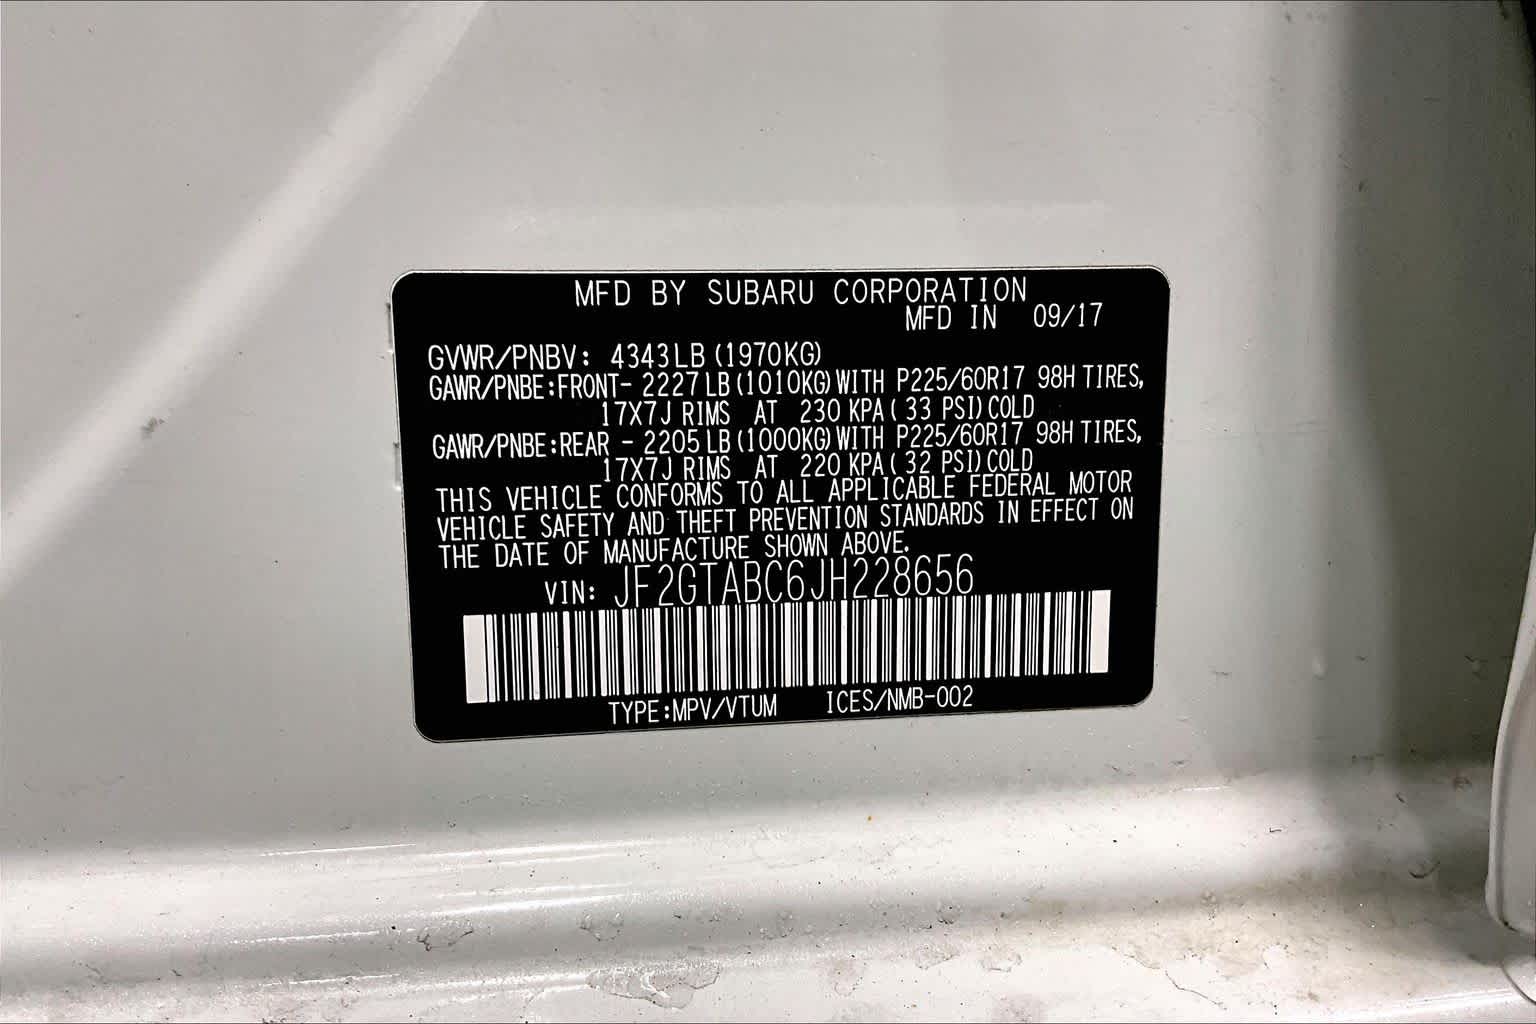 MFD BY SUBARU CORPORATION
MFD IN 09/17
GVWR/PNBV: 4343LB (1970KG)
GAWR/PNBE:FRONT- 2227LB (1010KG) WITH P225/60R17 98H TIRES,
17X7J RIMS AT 230 KPA ( 33 PSI) COLD
GAWR/PNBE:REAR - 2205LB (1000KG) WITH P225/60R17 98H TIRES,
17X7J RIMS AT 220 KPA ( 32 PSI) COLD
THIS VEHICLE CONFORMS TO ALL APPLICABLE FEDERAL MOTOR
VEHICLE SAFETY AND THEFT PREVENTION STANDARDS IN EFFECT ON
THE DATE OF MANUFACTURE SHOWN ABOVE.
VIN: JF2GTABC6JH228656
TYPE:MPV/VTUM ICES/NMB-002